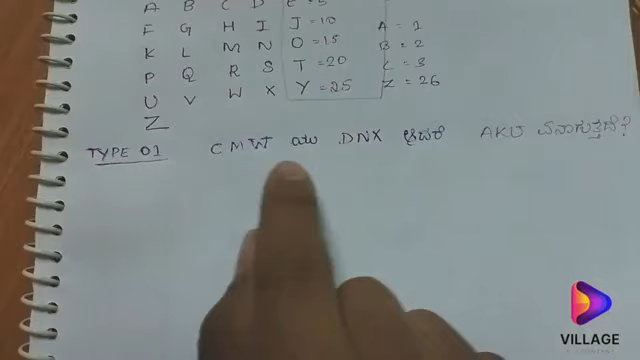 A B C D E = 5
F G H I J = 10 A = 1
K L M N O = 15 B = 2
P Q R S T = 20 C = 3
U V W X Y = 25 Z = 26
Z
TYPE 01 ಯು DNX ಆದರೆ AKU ಏನಾಗುತ್ತದೆ?
VILLAGE